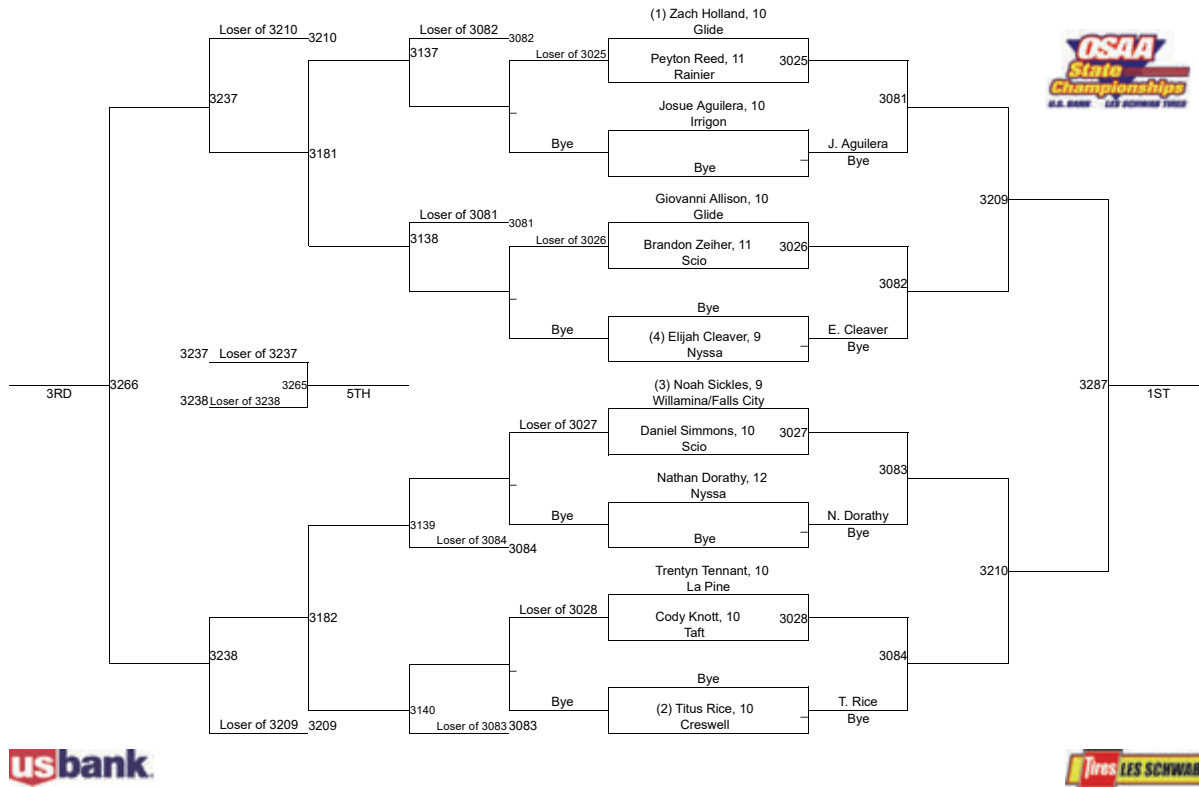 (1) Zach Holland, 10
Glide
Loser of 3210
3210
Loser of 3082
3082
3137
Loser of 3025
Peyton Reed, 11
3025
Rainier
OSAA
State
Championships
U.S. BANK LES SCHWAB TIRES
3237
Josue Aguilera, 10
Irrigon
3081
3181
Bye
Bye
J. Aguilera
Bye
Giovanni Allison, 10
Glide
3209
Loser of 3081
3081
3138
Loser of 3026
Brandon Zeiher, 11
3026
Scio
3082
Bye
Bye
(4) Elijah Cleaver, 9
Nyssa
E. Cleaver
Bye
3237
Loser of 3237
3RD
3266
3265
5TH
3238
Loser of 3238
(3) Noah Sickles, 9
Willamina/Falls City
3287
1ST
Loser of 3027
Daniel Simmons, 10
3027
Scio
3083
Nathan Dorathy, 12
Nyssa
3139
Bye
Bye
N. Dorathy
Bye
Loser of 3084
3084
Trentyn Tennant, 10
La Pine
3210
3182
Loser of 3028
Cody Knott, 10
3028
Taft
3238
3084
Bye
Bye
(2) Titus Rice, 10
Creswell
T. Rice
Bye
3140
Loser of 3209
3209
Loser of 3083
3083
usbank
Tires LES SCHWAB